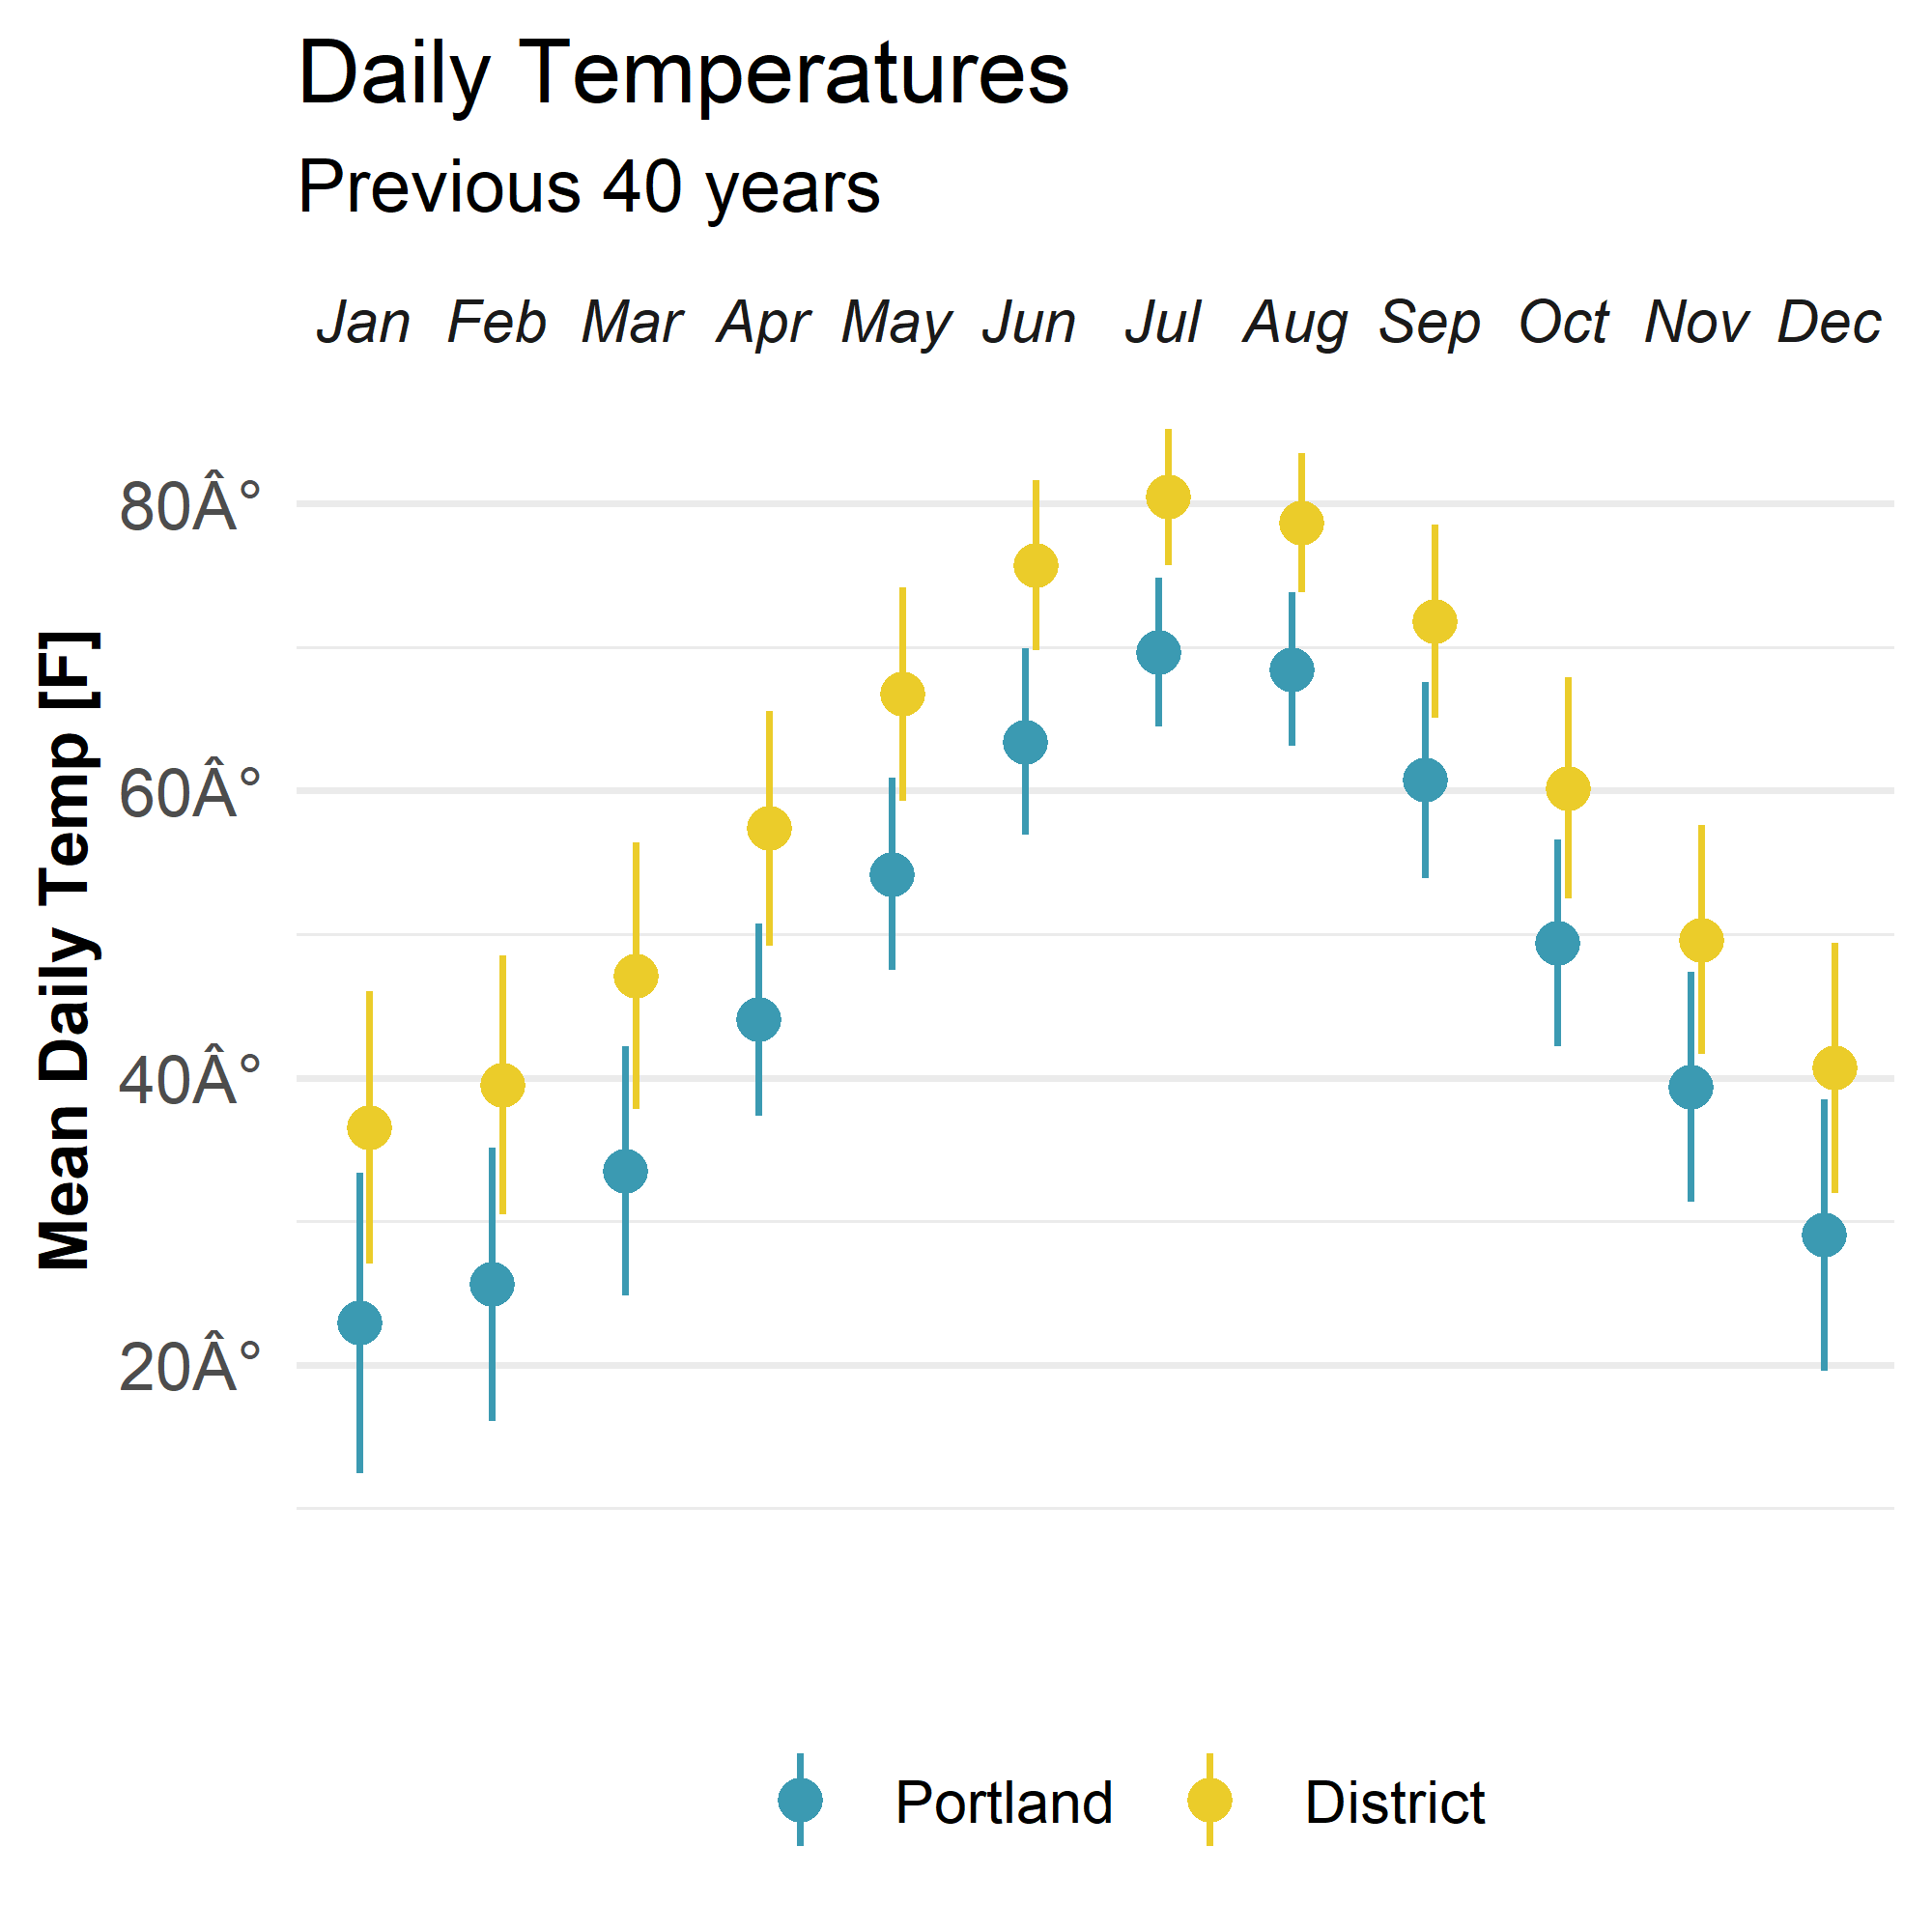 Daily Temperatures
Previous 40 years
Jan Feb Mar Apr May Jun Jul Aug Sep Oct Nov Dec
Mean Daily Temp [F]
80Â°
60Â°
40Â°
20Â°
Portland District